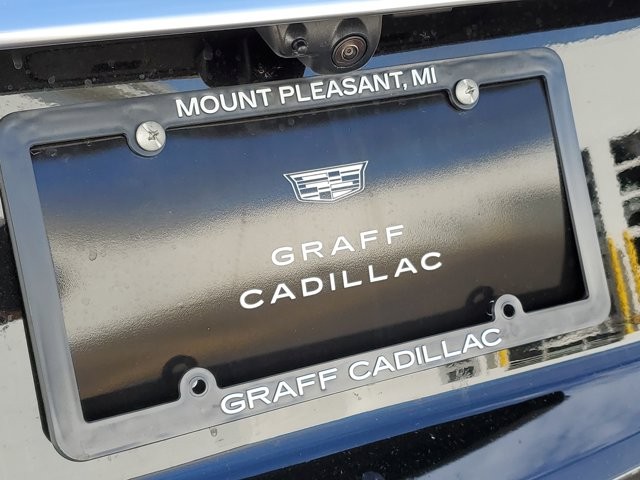 MOUNT PLEASANT, MI
GRAFF
CADILLAC
GRAFF CADILLAC